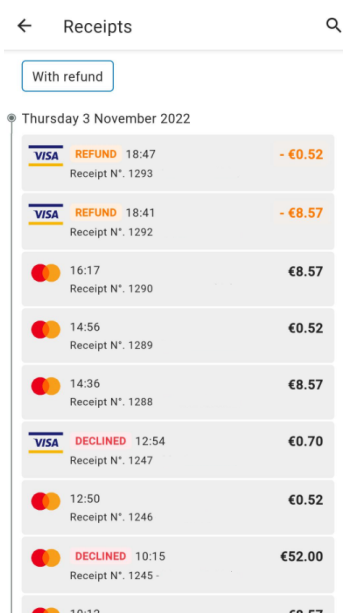 Receipts
With refund
Thursday 3 November 2022
VISA REFUND 18:47 - €0.52
Receipt N°. 1293
VISA REFUND 18:41 - €8.57
Receipt N°. 1292
16:17 €8.57
Receipt N°. 1290
14:56 €0.52
Receipt N°. 1289
14:36 €8.57
Receipt N°. 1288
VISA DECLINED 12:54 €0.70
Receipt N°. 1247
12:50 €0.52
Receipt N°. 1246
DECLINED 10:15 €52.00
Receipt N°. 1245 -